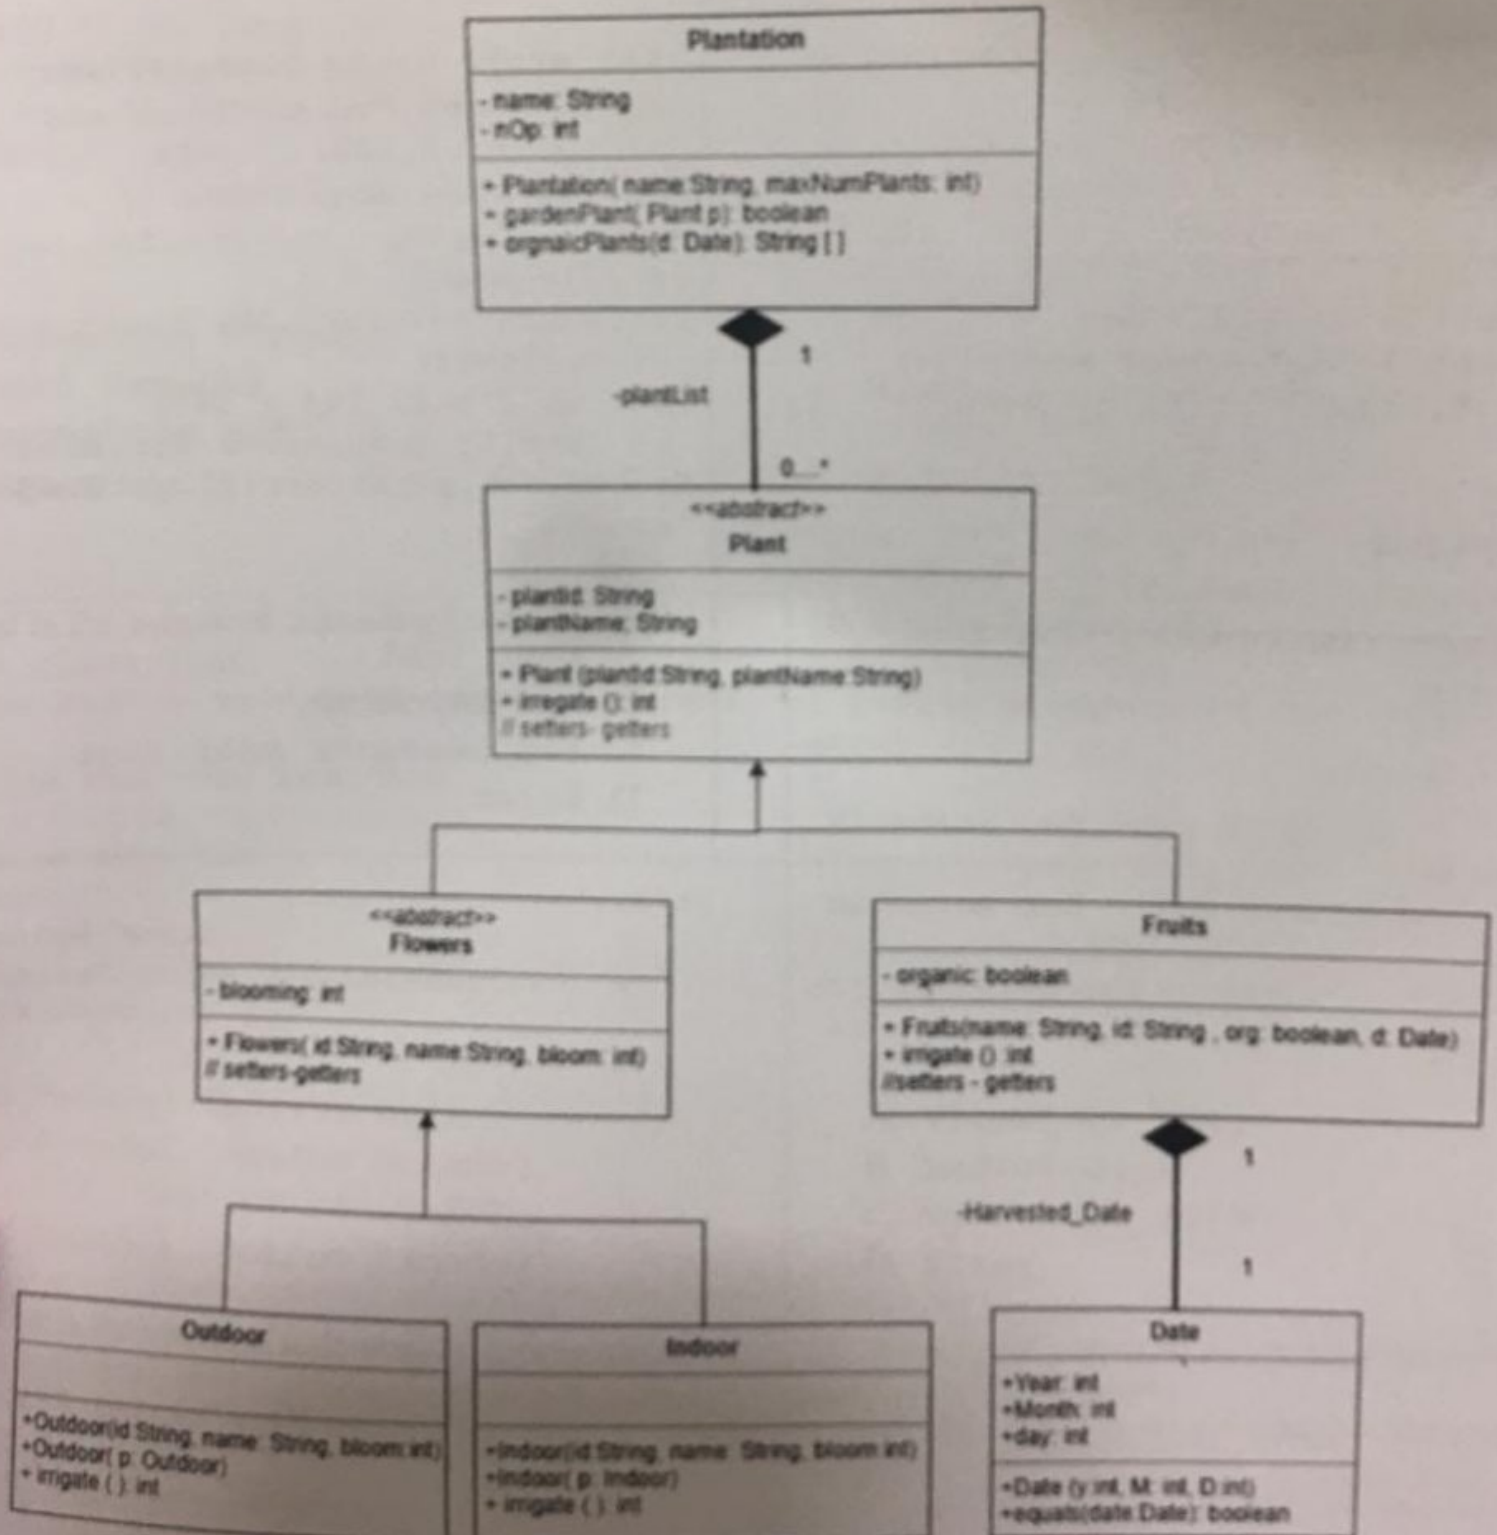 Plantation
- name: String
- nOp: int
+ Plantation( name:String, maxNumPlants: int)
+ gardenPlant( Plant p): boolean
+ orgnaicPlants(d: Date): String [ ]
1
-plantList
0....*
<<abstract>>
Plant
- plantId: String
- plantName: String
+ Plant (plantId:String, plantName:String)
+ irregate (): int
// setters- getters
<<abstract>>
Flowers
- blooming: int
+ Flowers( id:String, name:String, bloom: int)
// setters-getters
Fruits
- organic: boolean
+ Fruits(name: String, id: String , org: boolean, d: Date)
+ irrigate (): int
//setters - getters
1
-Harvested_Date
1
Outdoor
+Outdoor(id:String, name: String, bloom:int)
+Outdoor( p: Outdoor)
+ irrigate ( ): int
Indoor
+Indoor(id:String, name: String, bloom:int)
+Indoor( p: Indoor)
+ irrigate ( ): int
Date
+Year: int
+Month: int
+day: int
+Date (y:int, M: int, D:int)
+equals(date:Date): boolean